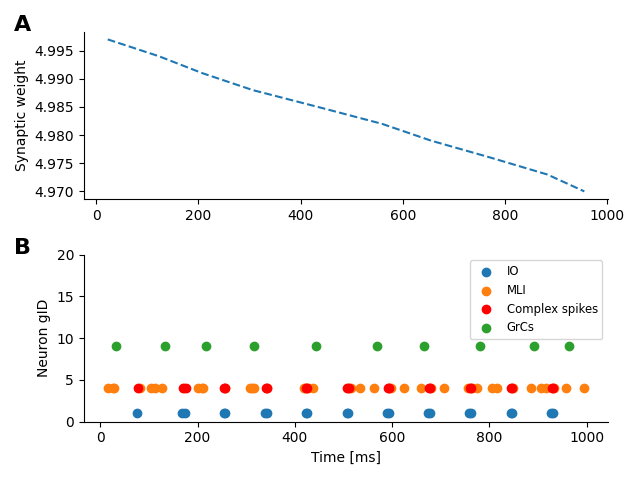 A
Synaptic weight
4.995
4.990
4.985
4.980
4.975
4.970
0 200 400 600 800 1000
B
Neuron gID
20
15
10
5
0
IO
MLI
Complex spikes
GrCs
0 200 400 600 800 1000
Time [ms]